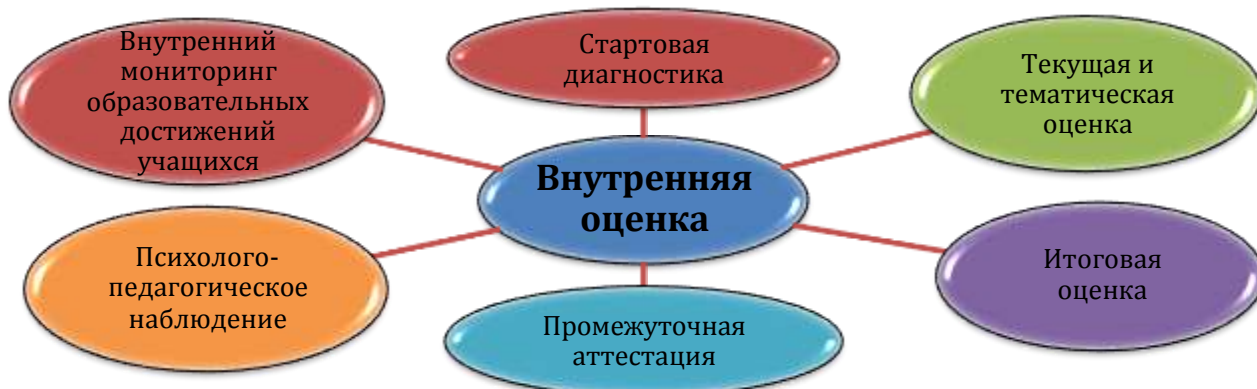 Внутренний
мониторинг
образовательных
достижений
учащихся
Стартовая
диагностика
Текущая и
тематическая
оценка
Внутренняя
оценка
Психолого-
педагогическое
наблюдение
Промежуточная
аттестация
Итоговая
оценка